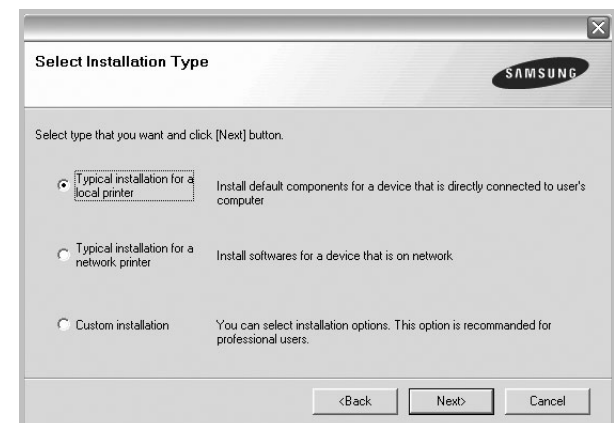 Select Installation Type
SAMSUNG
Select type that you want and click [Next] button.
Typical installation for a
local printer
Install default components for a device that is directly connected to user's
computer
Typical installation for a
network printer
Install softwares for a device that is on network
Custom installation
You can select installation options. This option is recommanded for
professional users.
<Back
Next>
Cancel